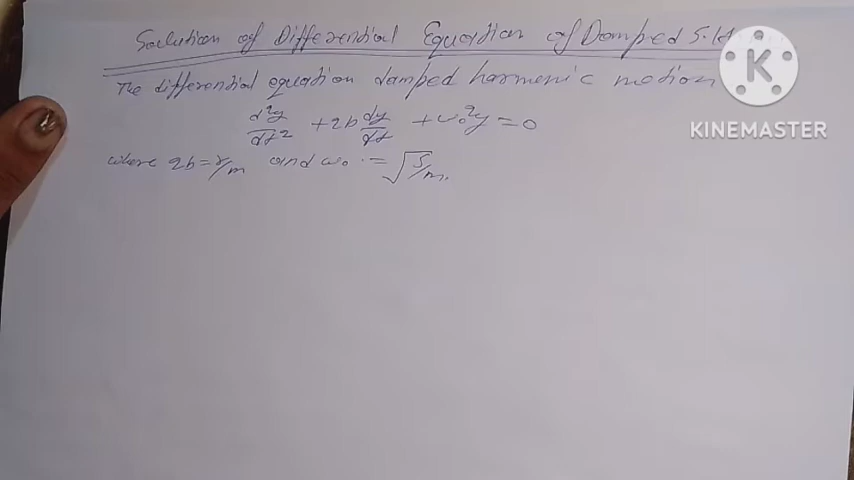 Solution of Differential Equation of Damped S.H
The differential equation damped harmonic motion
d²y/dt² + 2b dy/dt + ω₀²y = 0
where 2b = r/m and ω₀ = √s/m.
K
KINEMASTER